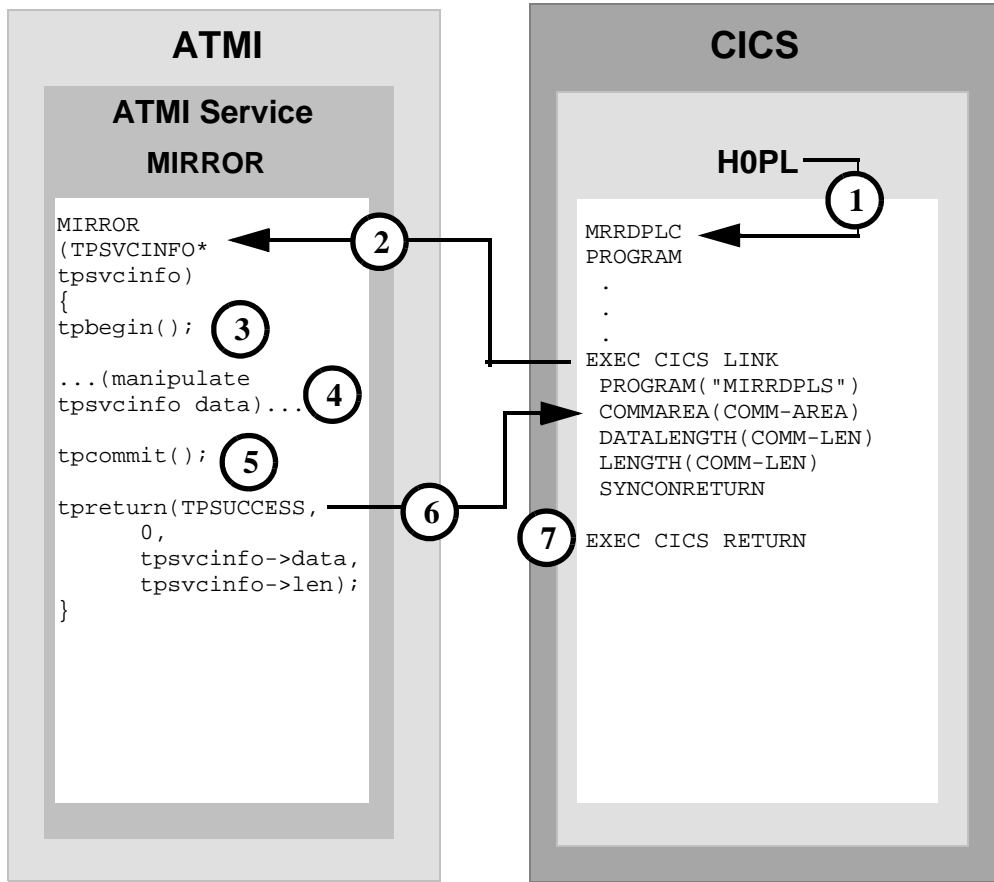 ATMI
ATMI Service
MIRROR
MIRROR
(TPSVCINFO*
tpsvcinfo)
{
tpbegin();
3
...(manipulate
tpsvcinfo data)...
4
tpcommit();
5
tpreturn(TPSUCCESS,
0,
tpsvcinfo->data,
tpsvcinfo->len);
}
2
6
CICS
H0PL
1
MRRDPLC
PROGRAM
.
.
.
EXEC CICS LINK
PROGRAM("MIRRDPLS")
COMMAREA(COMM-AREA)
DATALENGTH(COMM-LEN)
LENGTH(COMM-LEN)
SYNCONRETURN
7
EXEC CICS RETURN